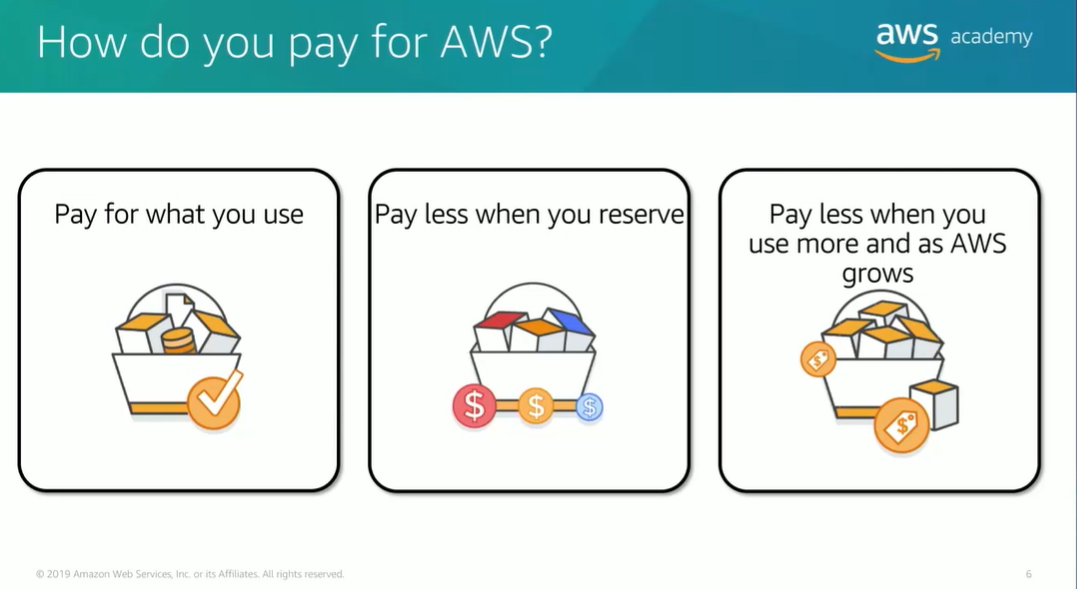 How do you pay for AWS?
aws academy
Pay for what you use
Pay less when you reserve
Pay less when you
use more and as AWS
grows
$ $ $
$
$
© 2019 Amazon Web Services, Inc. or its Affiliates. All rights reserved.
6